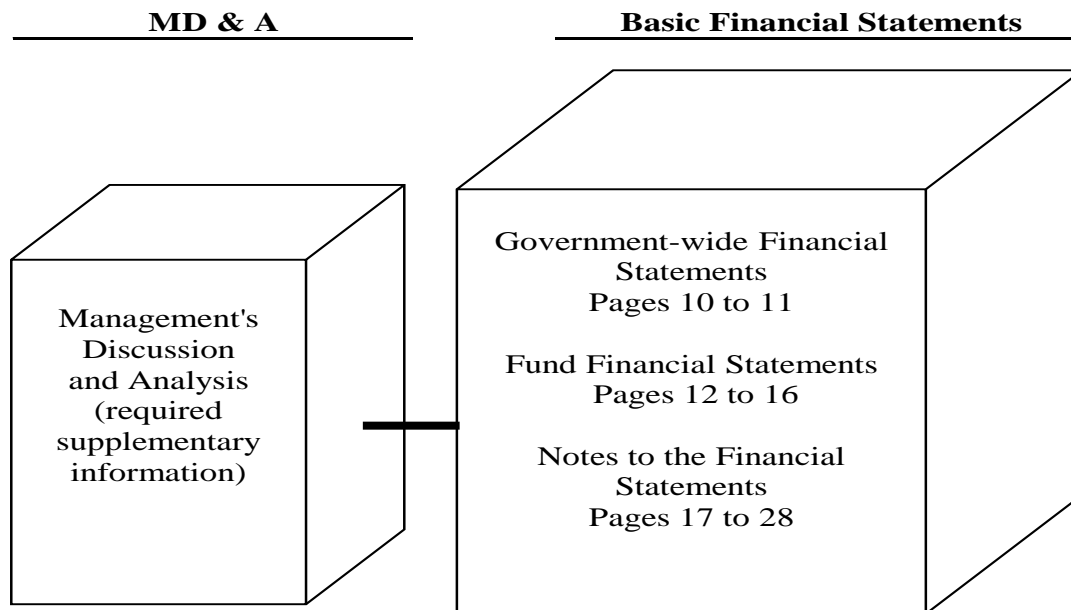 MD & A
Basic Financial Statements
Management's
Discussion
and Analysis
(required
supplementary
information)
Government-wide Financial
Statements
Pages 10 to 11
Fund Financial Statements
Pages 12 to 16
Notes to the Financial
Statements
Pages 17 to 28